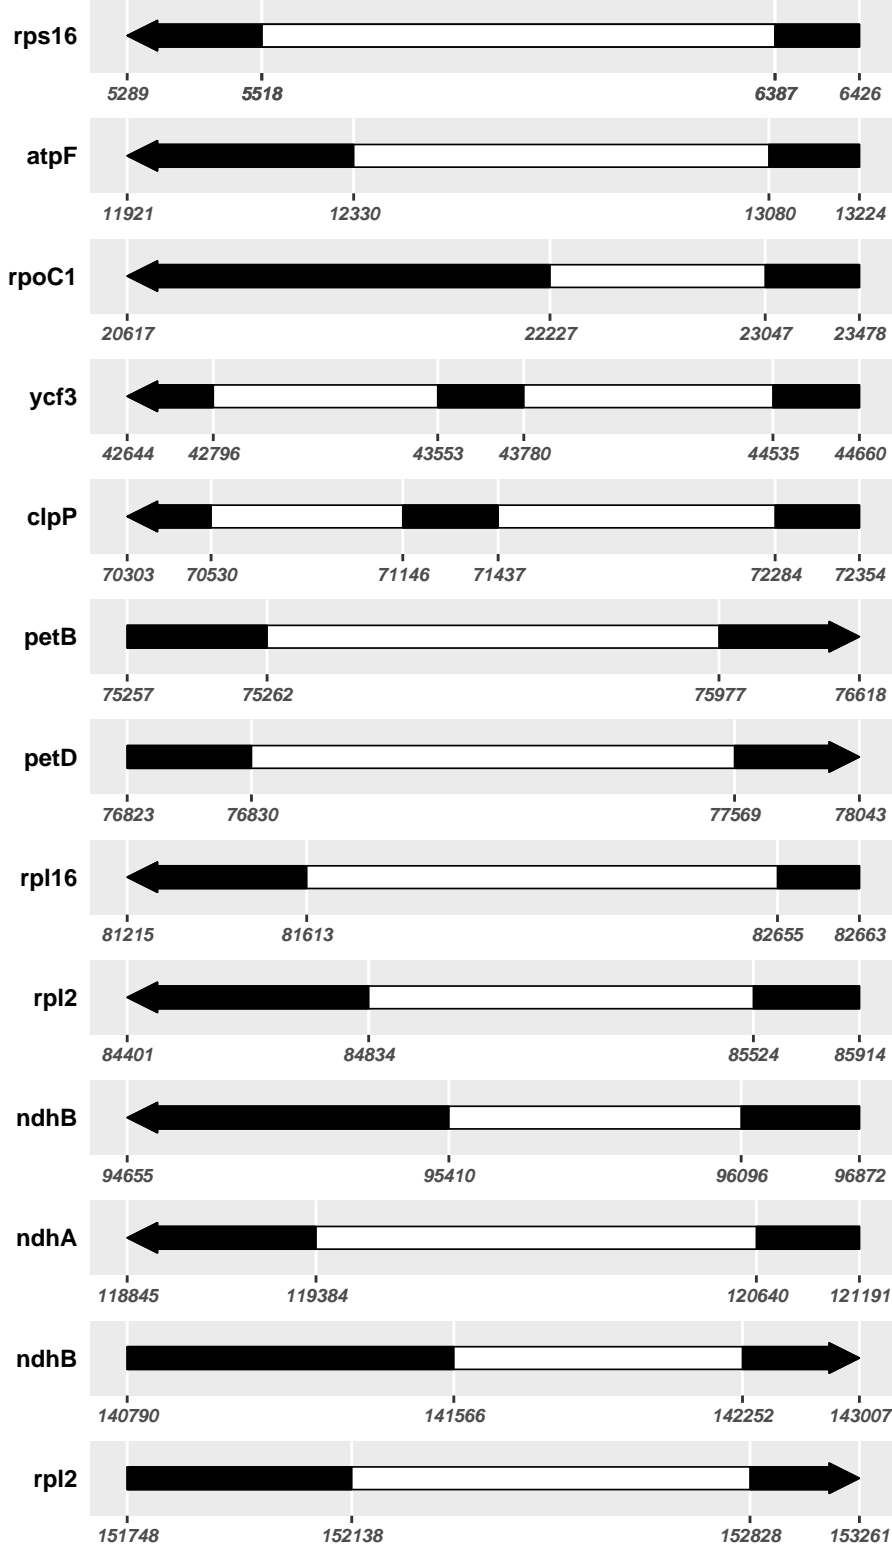 rps16
5289 5518 6387 6426
atpF
11921 12330 13080 13224
rpoC1
20617 22227 23047 23478
ycf3
42644 42796 43553 43780 44535 44660
clpP
70303 70530 71146 71437 72284 72354
petB
75257 75262 75977 76618
petD
76823 76830 77569 78043
rpl16
81215 81613 82655 82663
rpl2
84401 84834 85524 85914
ndhB
94655 95410 96096 96872
ndhA
118845 119384 120640 121191
ndhB
140790 141566 142252 143007
rpl2
151748 152138 152828 153261